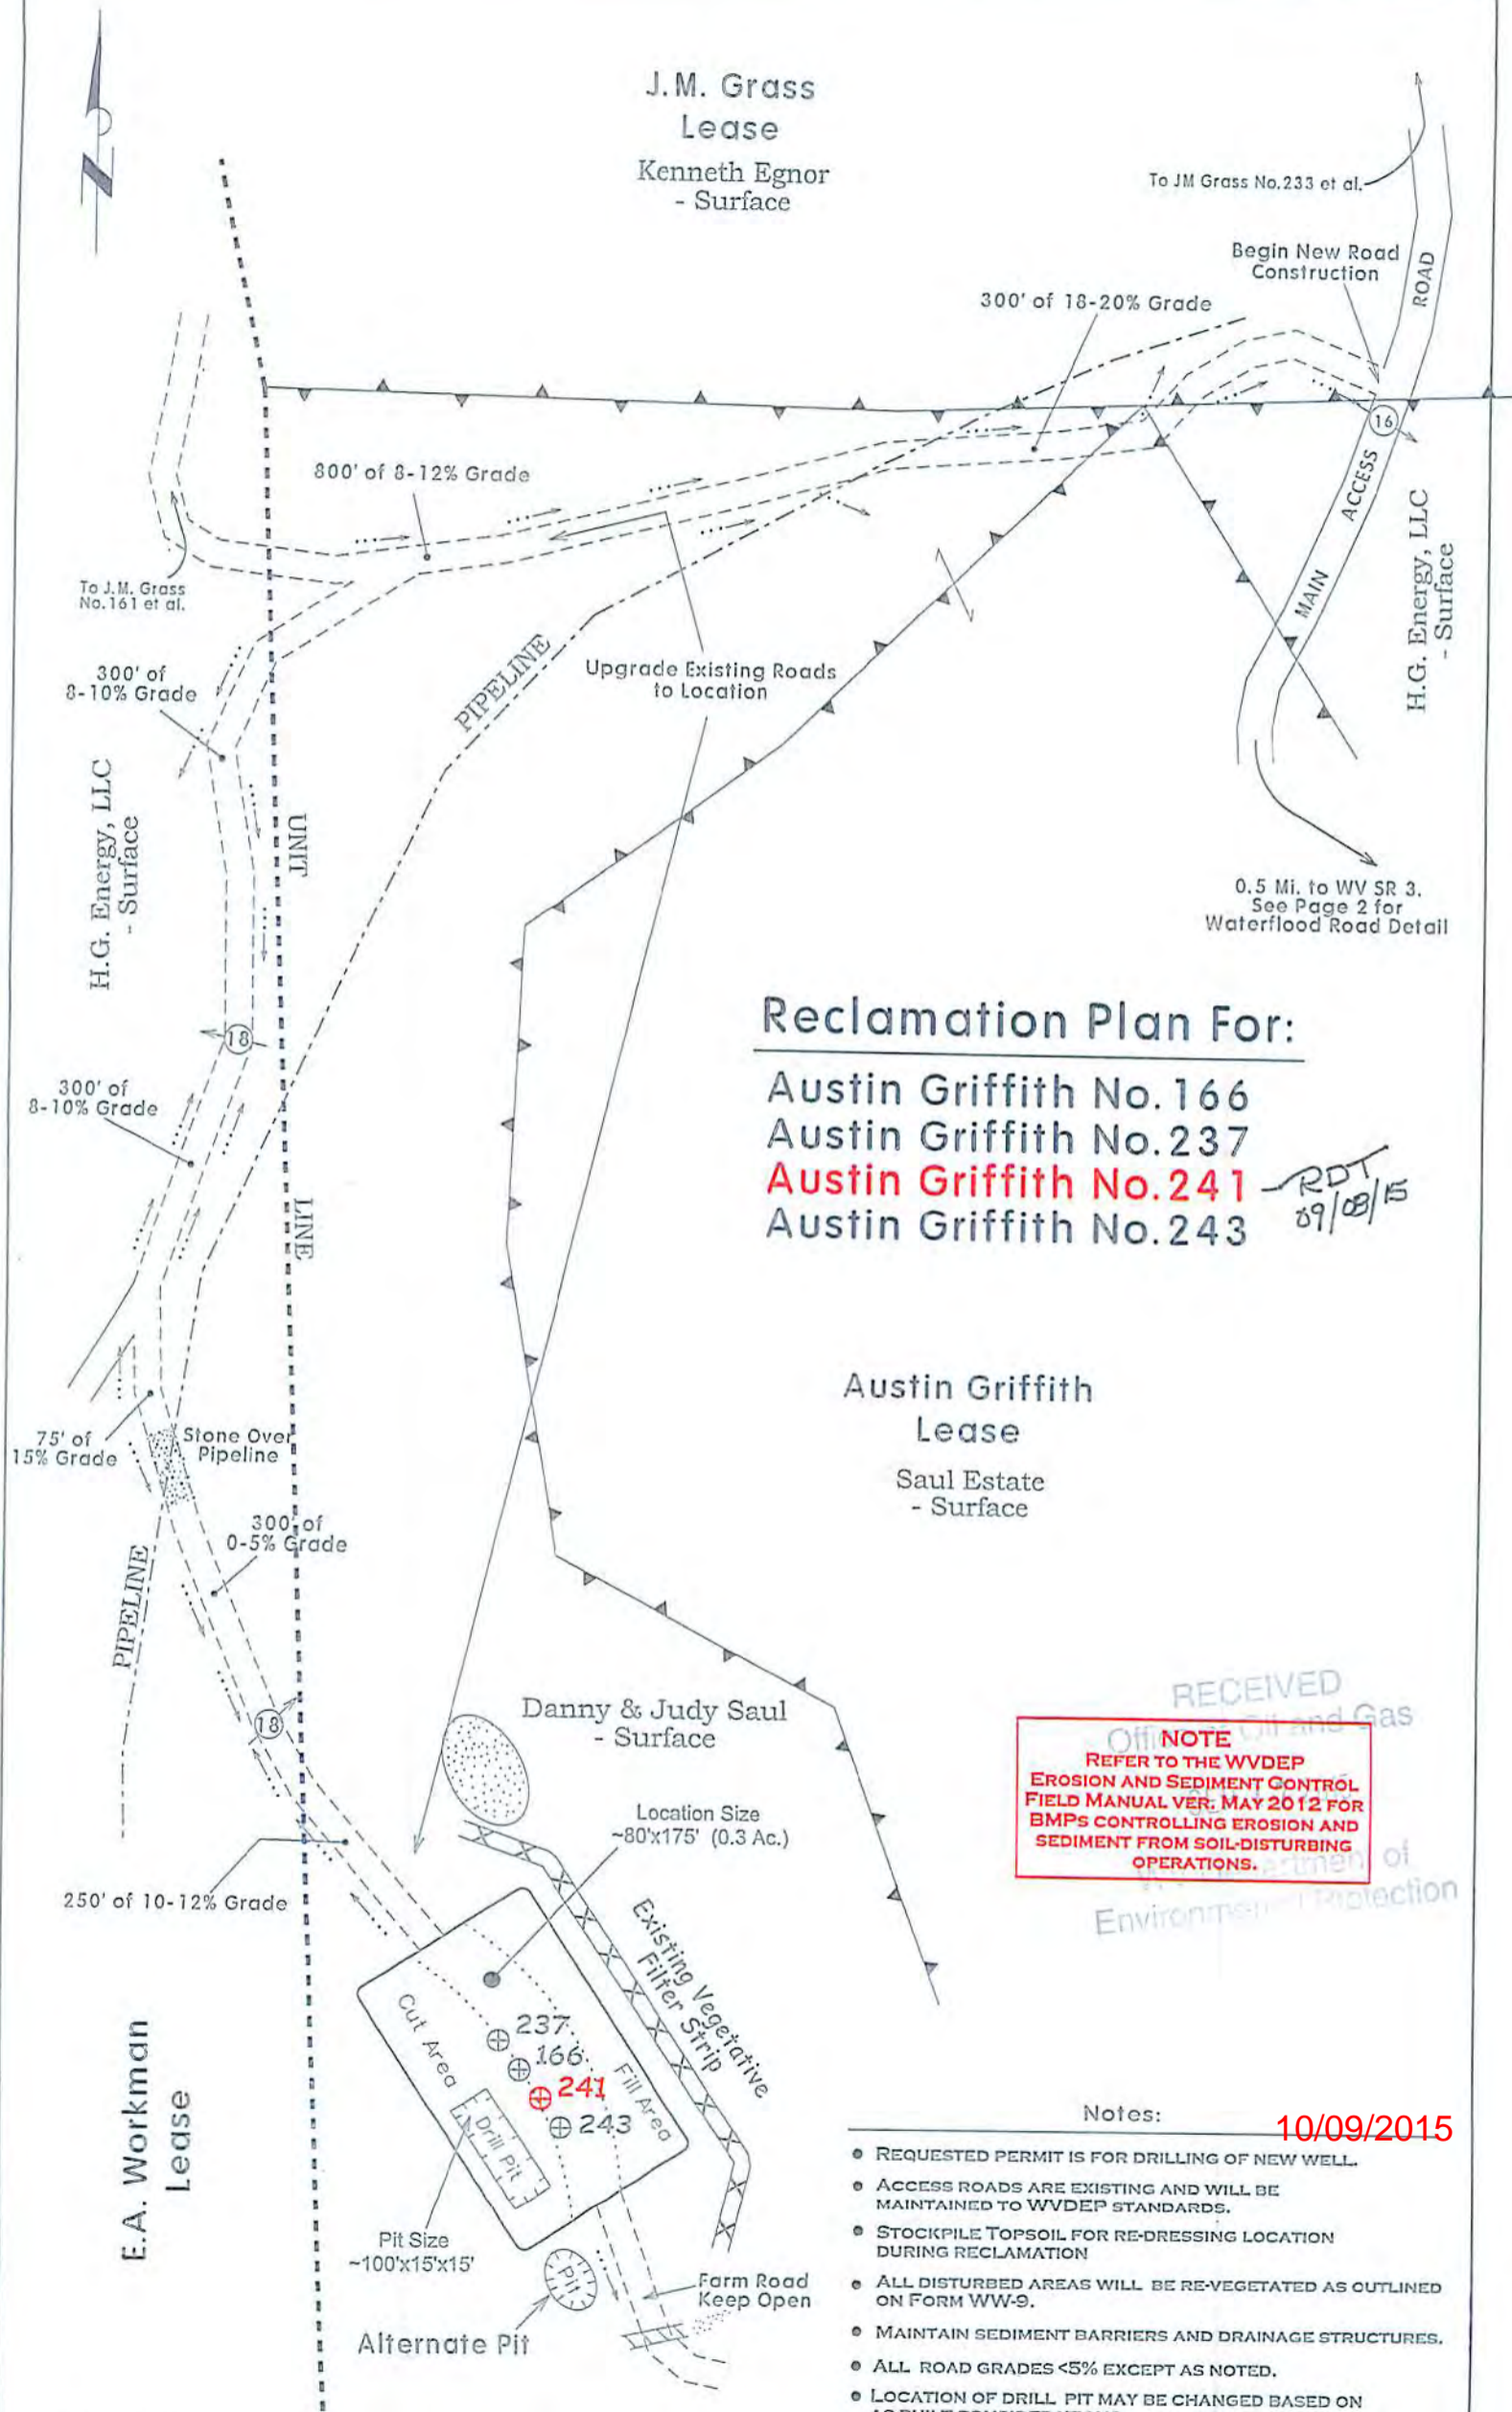 J.M. Grass
Lease
Kenneth Egnor
- Surface
To JM Grass No.233 et al.
Begin New Road
Construction
ROAD
300' of 18-20% Grade
16
800' of 8-12% Grade
ACCESS
MAIN
H.G. Energy, LLC
- Surface
To J.M. Grass
No.161 et al.
PIPELINE
Upgrade Existing Roads
to Location
300' of
8-10% Grade
H.G. Energy, LLC
- Surface
UNIT
0.5 Mi. to WV SR 3.
See Page 2 for
Waterflood Road Detail
Reclamation Plan For:
Austin Griffith No.166
Austin Griffith No.237
Austin Griffith No.241
Austin Griffith No.243
RDT
09/08/15
18
300' of
8-10% Grade
LINE
Austin Griffith
Lease
Saul Estate
- Surface
75' of
15% Grade
Stone Over
Pipeline
300' of
0-5% Grade
PIPELINE
18
Danny & Judy Saul
- Surface
RECEIVED
Office of Oil and Gas
NOTE
REFER TO THE WVDEP
EROSION AND SEDIMENT CONTROL
FIELD MANUAL VER. MAY 2012 FOR
BMPS CONTROLLING EROSION AND
SEDIMENT FROM SOIL-DISTURBING
OPERATIONS.
Department of
Environmental Protection
Location Size
~80'x175' (0.3 Ac.)
250' of 10-12% Grade
Existing Vegetative
Filter Strip
Cut Area
237
166
241
243
Fill Area
Drill Pit
E.A. Workman
Lease
Pit Size
~100'x15'x15'
Pit
Alternate Pit
Farm Road
Keep Open
Notes:
10/09/2015
REQUESTED PERMIT IS FOR DRILLING OF NEW WELL.
ACCESS ROADS ARE EXISTING AND WILL BE
MAINTAINED TO WVDEP STANDARDS.
STOCKPILE TOPSOIL FOR RE-DRESSING LOCATION
DURING RECLAMATION
ALL DISTURBED AREAS WILL BE RE-VEGETATED AS OUTLINED
ON FORM WW-9.
MAINTAIN SEDIMENT BARRIERS AND DRAINAGE STRUCTURES.
ALL ROAD GRADES <5% EXCEPT AS NOTED.
LOCATION OF DRILL PIT MAY BE CHANGED BASED ON